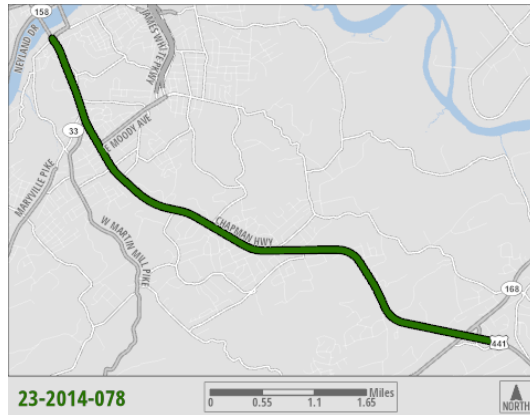 158
NEYLAND DR
JAMES WHITE PKWY
33
E MOODY AVE
MARYVILLE PIKE
W MARTIN MILL PIKE
CHAPMAN HWY
168
441
23-2014-078
Miles
0 0.55 1.1 1.65
NORTH